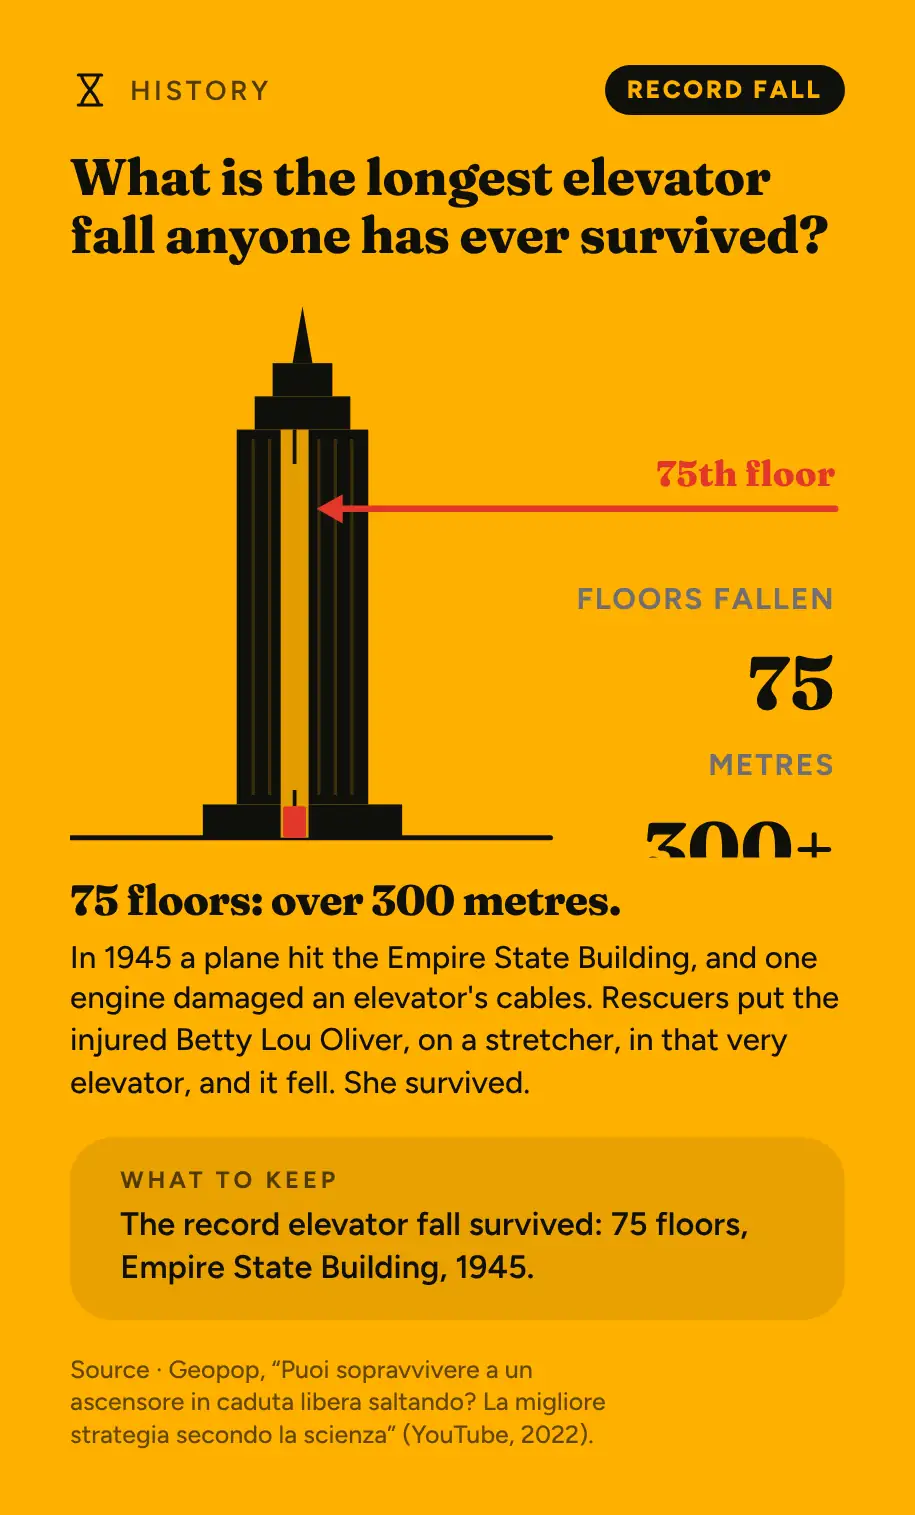 HISTORY
RECORD FALL
What is the longest elevator
fall anyone has ever survived?
75th floor
FLOORS FALLEN
75
METRES
300+
75 floors: over 300 metres.
In 1945 a plane hit the Empire State Building, and one
engine damaged an elevator's cables. Rescuers put the
injured Betty Lou Oliver, on a stretcher, in that very
elevator, and it fell. She survived.
WHAT TO KEEP
The record elevator fall survived: 75 floors,
Empire State Building, 1945.
Source · Geopop, “Puoi sopravvivere a un
ascensore in caduta libera saltando? La migliore
strategia secondo la scienza” (YouTube, 2022).